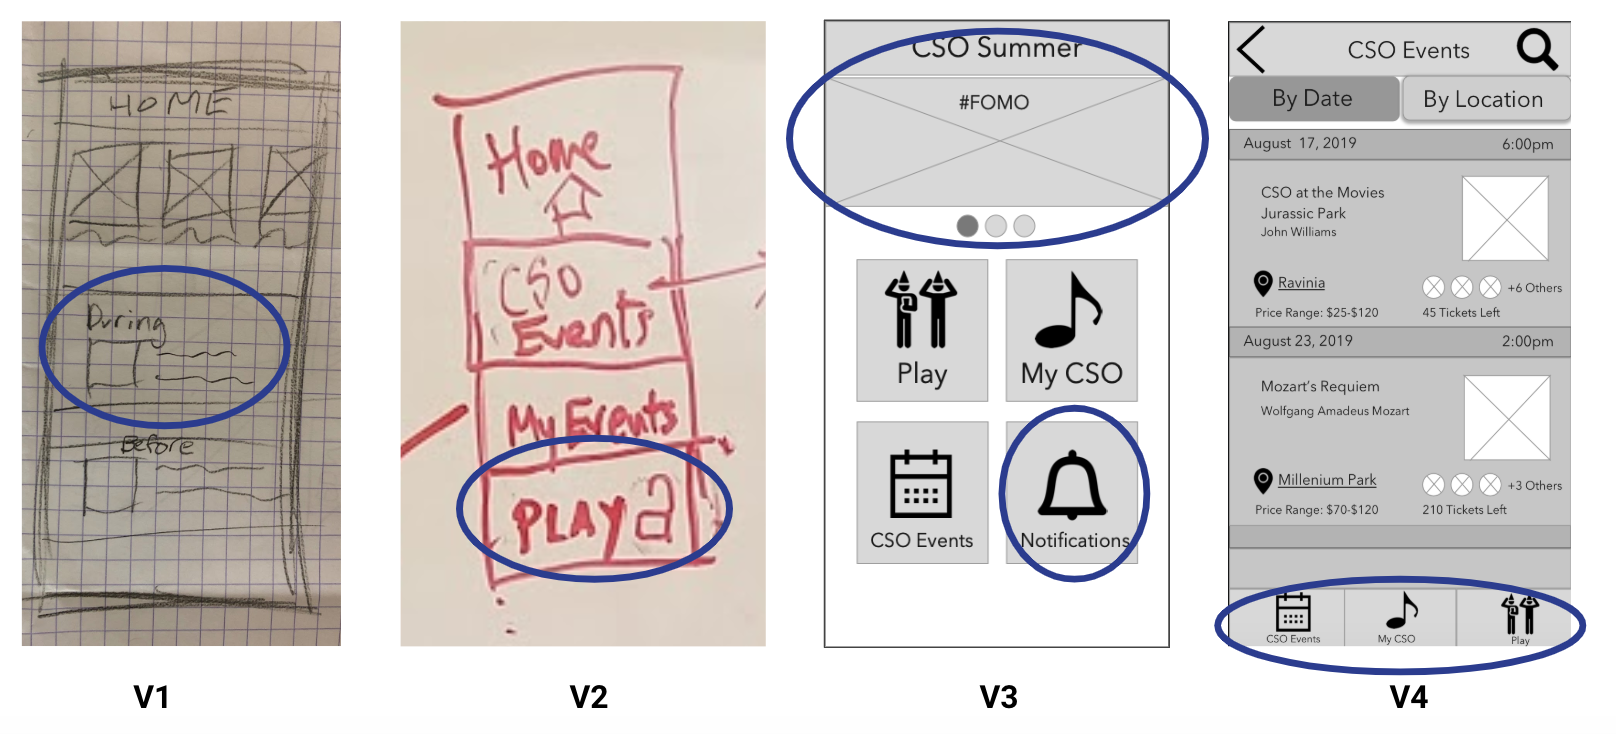 HOME
During
Before
V1
Home
CSO
Events
My Events
PLAY
V2
CSO Summer
#FOMO
Play
My CSO
CSO Events
Notifications
V3
CSO Events
By Date
By Location
August 17, 2019
6:00pm
CSO at the Movies
Jurassic Park
John Williams
Ravinia
+6 Others
Price Range: $25-$120
45 Tickets Left
August 23, 2019
2:00pm
Mozart's Requiem
Wolfgang Amadeus Mozart
Millenium Park
+3 Others
Price Range: $70-$120
210 Tickets Left
CSO Events
My CSO
Play
V4